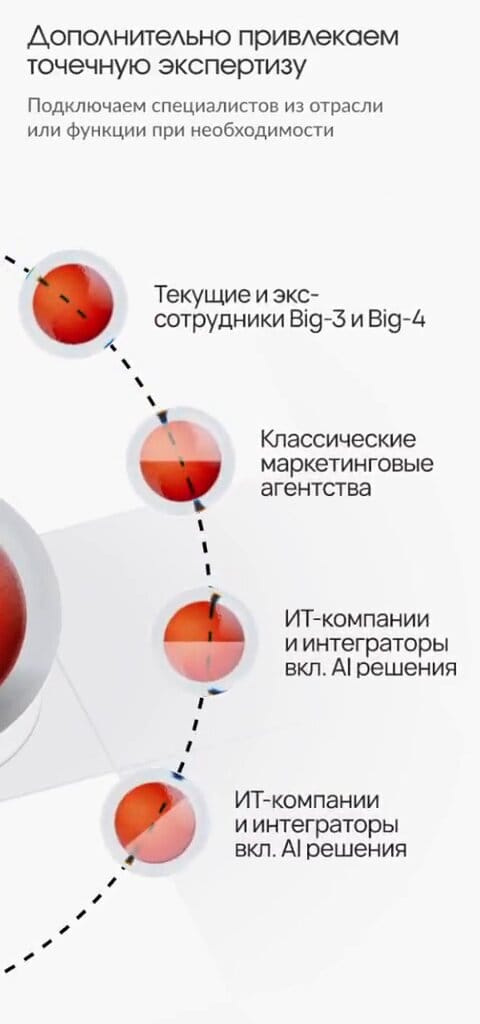 Дополнительно привлекаем
точечную экспертизу
Подключаем специалистов из отрасли
или функции при необходимости
Текущие и экс-
сотрудники Big-3 и Big-4
Классические
маркетинговые
агентства
ИТ-компании
и интеграторы
вкл. AI решения
ИТ-компании
и интеграторы
вкл. AI решения